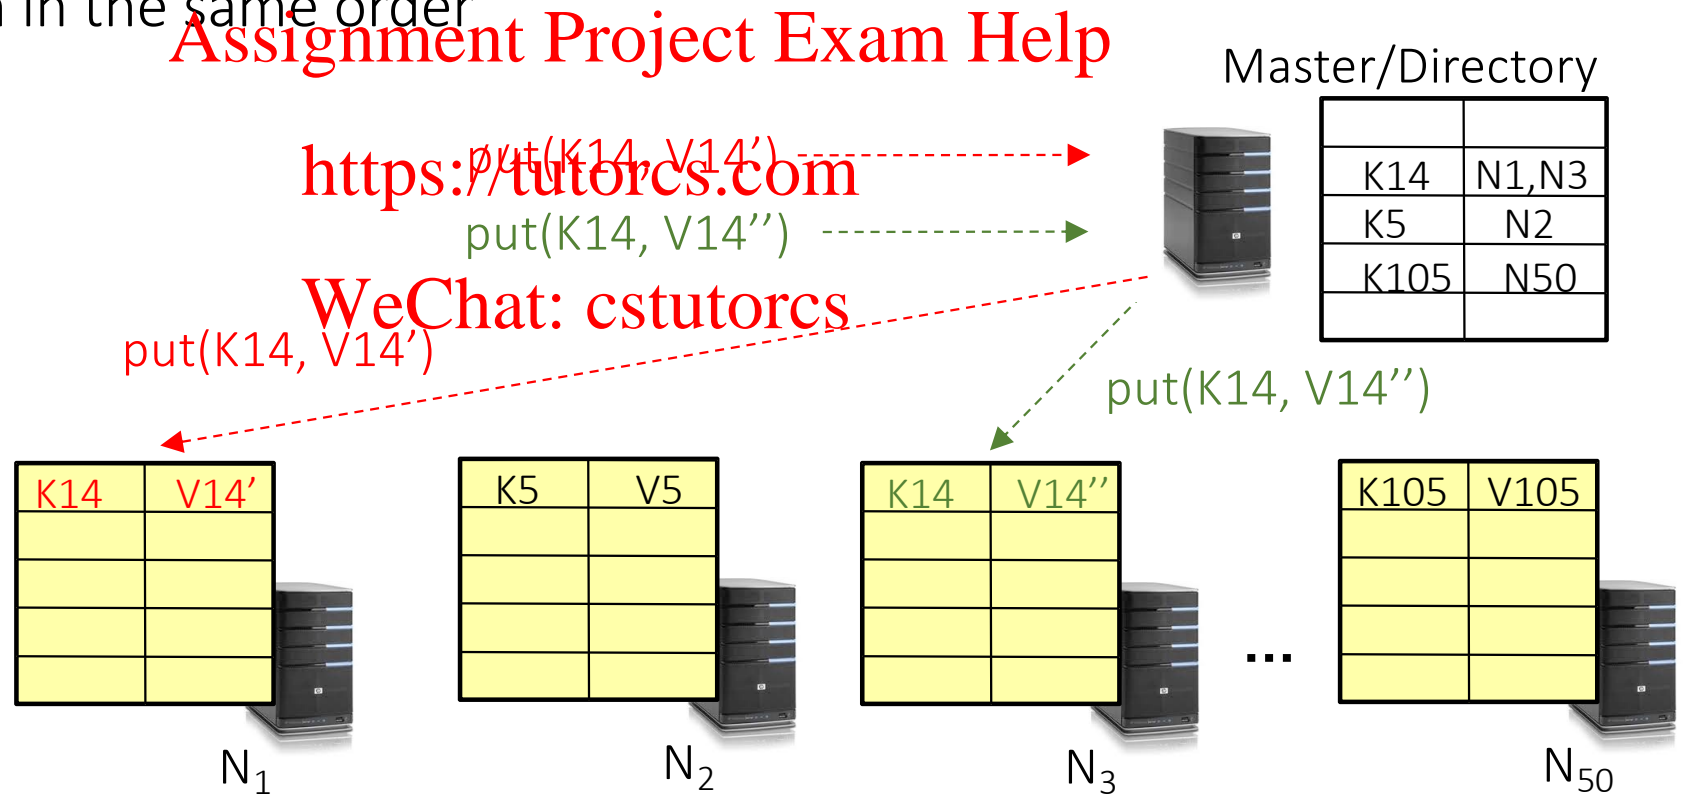 in the same order
Assignment Project Exam Help
Master/Directory
put(K14, V14’)
https://tutorcs.com
K14 N1,N3
put(K14, V14’’)
K5 N2
K105 N50
WeChat: cstutorcs
put(K14, V14’)
put(K14, V14’’)
K14 V14’
K5 V5
K14 V14’’
K105 V105
...
N1
N2
N3
N50